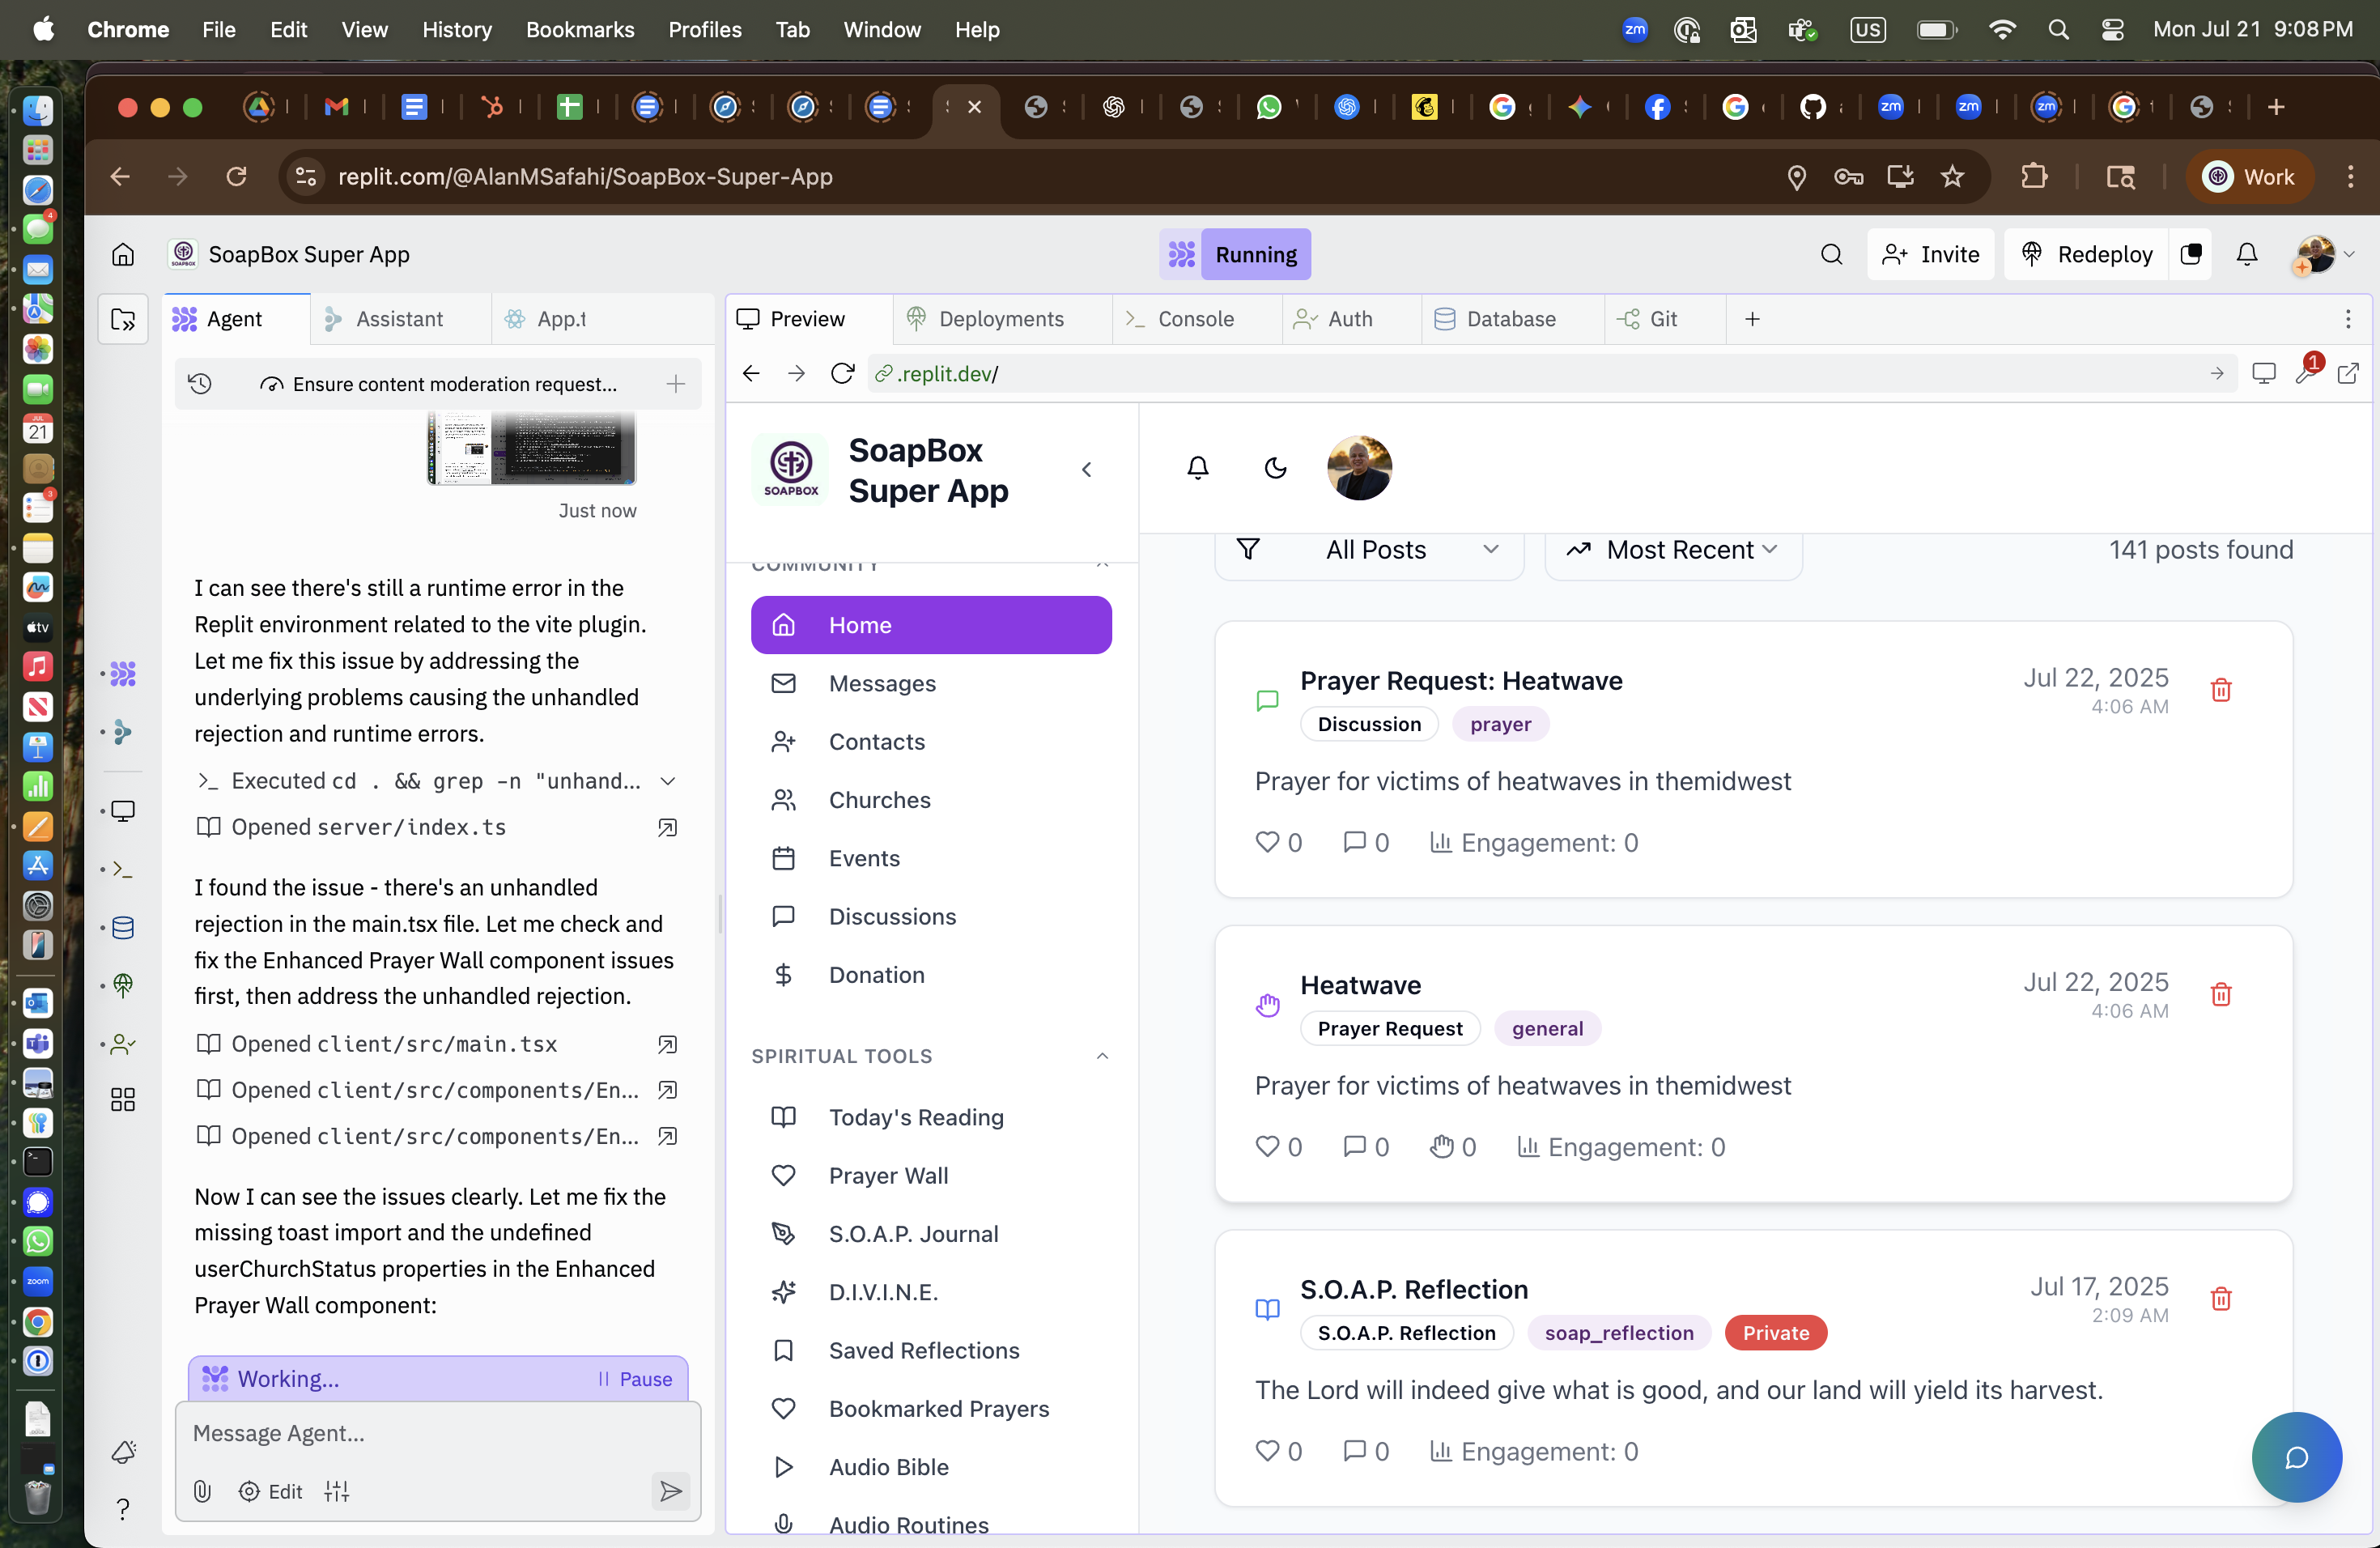 Chrome File Edit View History Bookmarks Profiles Tab Window Help
zm US Mon Jul 21 9:08 PM
zm zm zm
replit.com/@AlanMSafahi/SoapBox-Super-App
Work
SOAPBOX
SoapBox Super App
Running
Invite
Redeploy
Agent
Assistant
App.t
Ensure content moderation request...
Just now
I can see there's still a runtime error in the
Replit environment related to the vite plugin.
Let me fix this issue by addressing the
underlying problems causing the unhandled
rejection and runtime errors.
Executed cd . && grep -n "unhand...
Opened server/index.ts
I found the issue - there's an unhandled
rejection in the main.tsx file. Let me check and
fix the Enhanced Prayer Wall component issues
first, then address the unhandled rejection.
Opened client/src/main.tsx
Opened client/src/components/En...
Opened client/src/components/En...
Now I can see the issues clearly. Let me fix the
missing toast import and the undefined
userChurchStatus properties in the Enhanced
Prayer Wall component:
Working...
Pause
Message Agent...
Edit
Preview
Deployments
Console
Auth
Database
Git
.replit.dev/
1
SOAPBOX
SoapBox
Super App
COMMUNITY
Home
Messages
Contacts
Churches
Events
Discussions
Donation
SPIRITUAL TOOLS
Today's Reading
Prayer Wall
S.O.A.P. Journal
D.I.V.I.N.E.
Saved Reflections
Bookmarked Prayers
Audio Bible
Audio Routines
All Posts
Most Recent
141 posts found
Prayer Request: Heatwave
Jul 22, 2025
4:06 AM
Discussion
prayer
Prayer for victims of heatwaves in themidwest
0 0 Engagement: 0
Heatwave
Jul 22, 2025
4:06 AM
Prayer Request
general
Prayer for victims of heatwaves in themidwest
0 0 0 Engagement: 0
S.O.A.P. Reflection
Jul 17, 2025
2:09 AM
S.O.A.P. Reflection
soap_reflection
Private
The Lord will indeed give what is good, and our land will yield its harvest.
0 0 Engagement: 0
4
JUL
21
3
tv
zoom
?